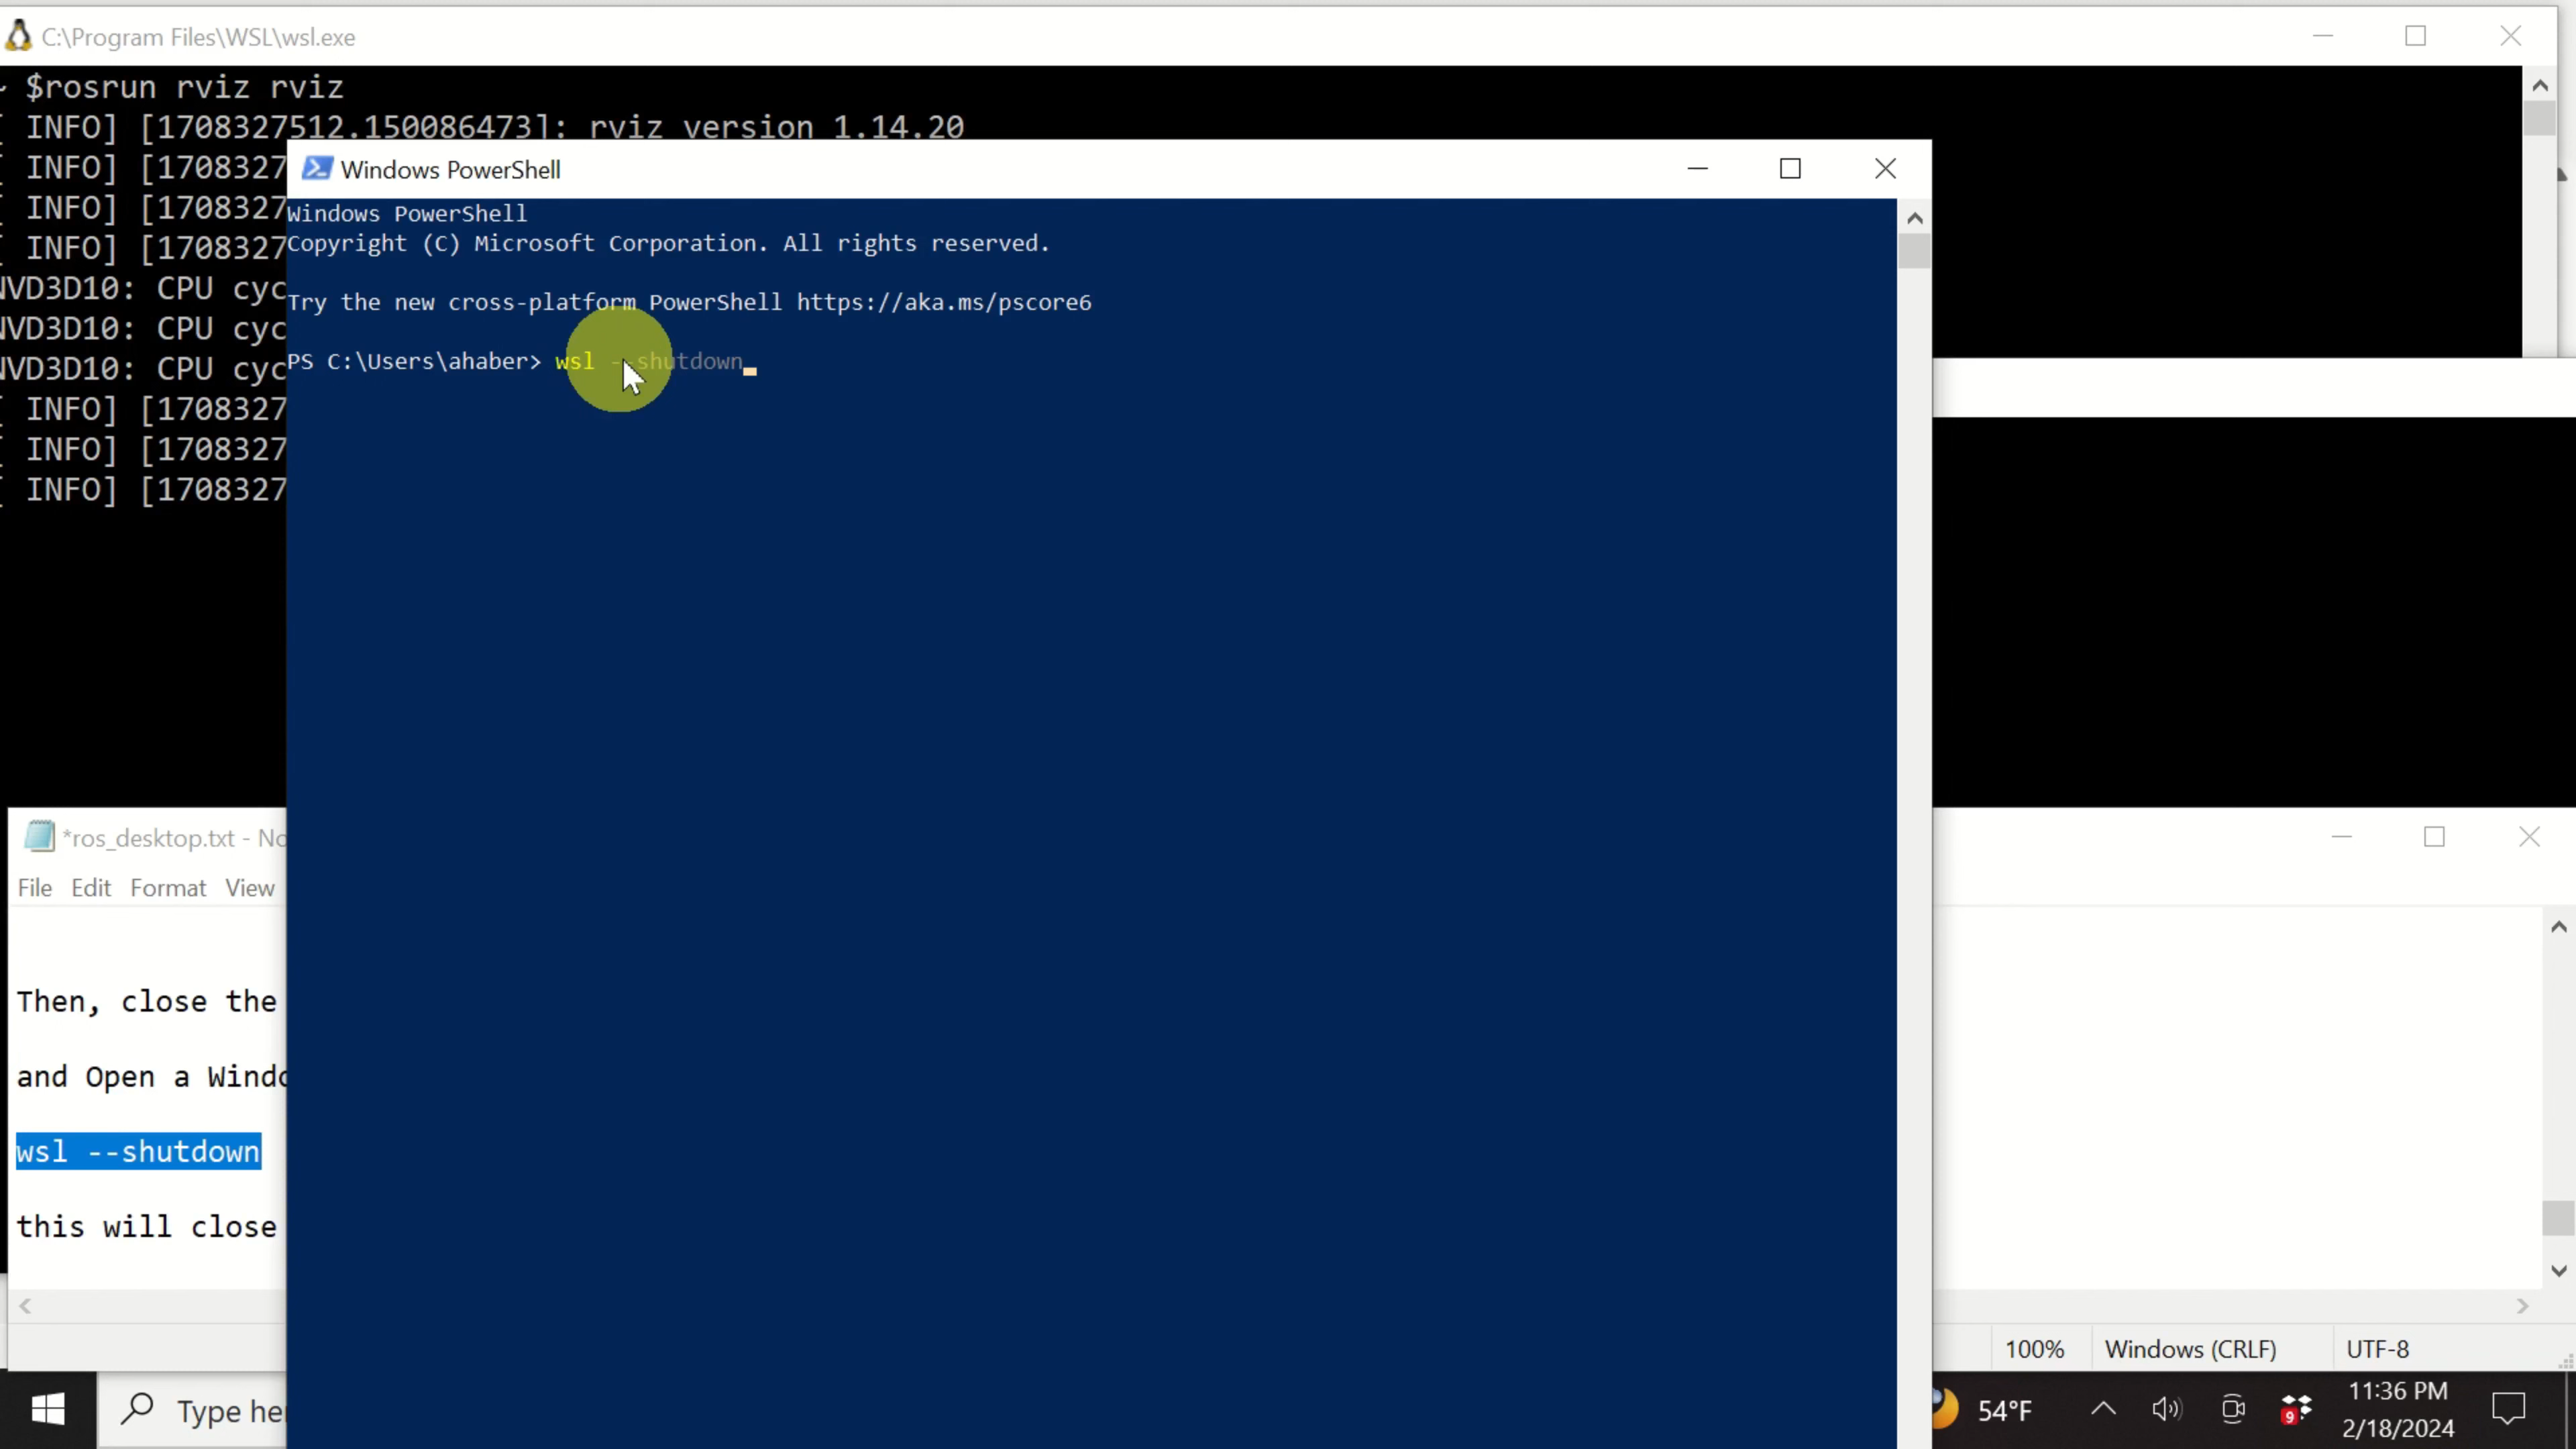 C:\Program Files\WSL\wsl.exe
$rosrun rviz rviz
INFO] [1708327512.150086473]: rviz version 1.14.20
INFO] [1708327
INFO] [1708327
INFO] [1708327
NVD3D10: CPU cyc
NVD3D10: CPU cyc
NVD3D10: CPU cyc
INFO] [1708327
INFO] [1708327
INFO] [1708327
Windows PowerShell
Windows PowerShell
Copyright (C) Microsoft Corporation. All rights reserved.
Try the new cross-platform PowerShell https://aka.ms/pscore6
PS C:\Users\ahaber> wsl --shutdown
*ros_desktop.txt - No
File Edit Format View
Then, close the
and Open a Windo
wsl --shutdown
this will close
100% Windows (CRLF) UTF-8
Type her
54°F
9
11:36 PM
2/18/2024